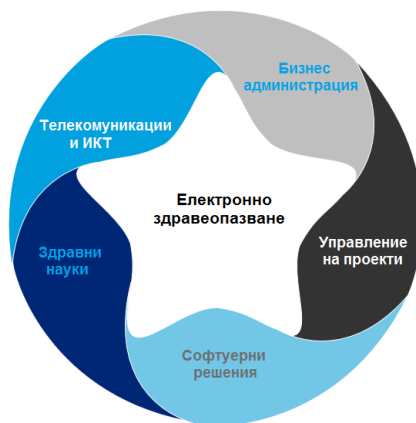 Бизнес
администрация
Телекомуникации
и ИКТ
Електронно
здравеопазване
Управление
на проекти
Здравни
науки
Софтуерни
решения